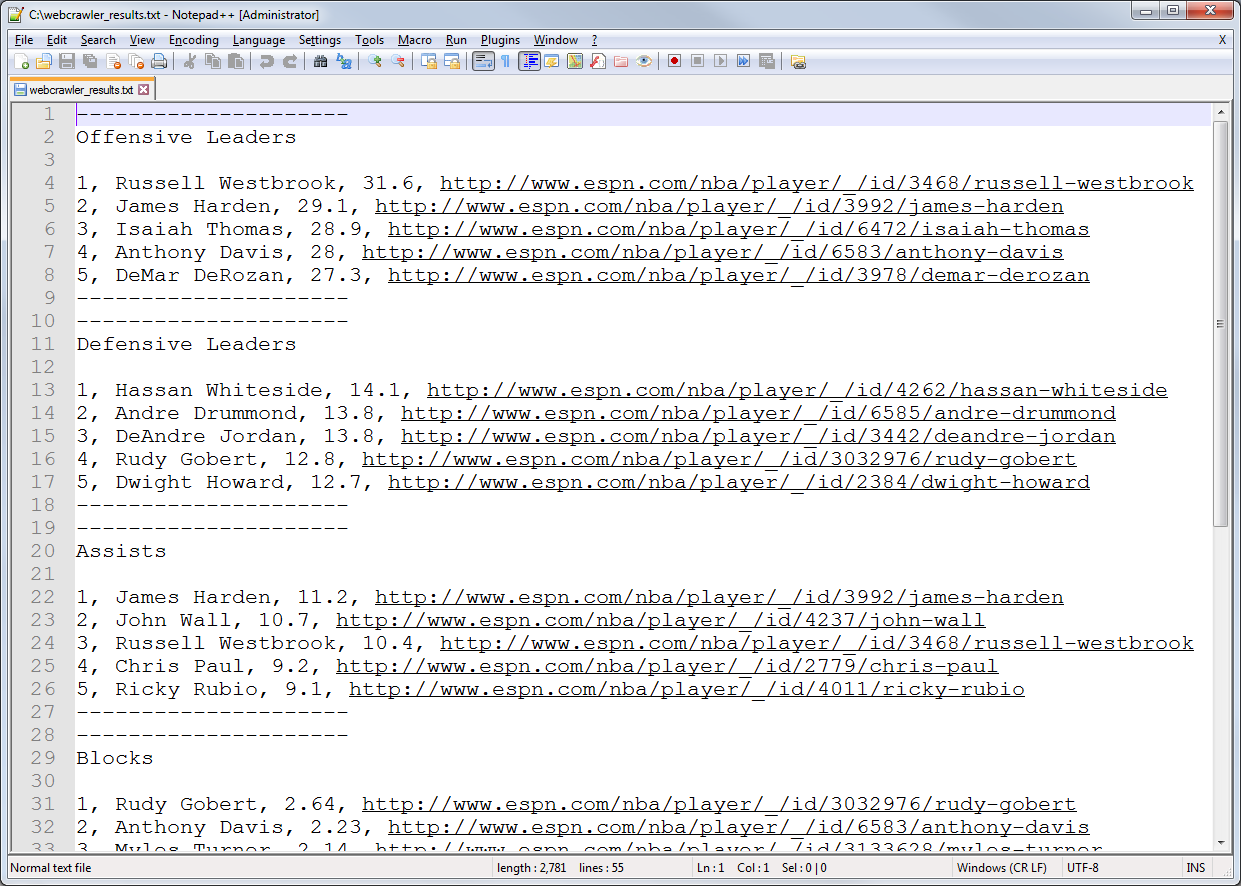 C:\webcrawler_results.txt - Notepad++ [Administrator]
File Edit Search View Encoding Language Settings Tools Macro Run Plugins Window ? X
webcrawler_results.txt
1 ---------------------
2 Offensive Leaders
3
4 1, Russell Westbrook, 31.6, http://www.espn.com/nba/player/_/id/3468/russell-westbrook
5 2, James Harden, 29.1, http://www.espn.com/nba/player/_/id/3992/james-harden
6 3, Isaiah Thomas, 28.9, http://www.espn.com/nba/player/_/id/6472/isaiah-thomas
7 4, Anthony Davis, 28, http://www.espn.com/nba/player/_/id/6583/anthony-davis
8 5, DeMar DeRozan, 27.3, http://www.espn.com/nba/player/_/id/3978/demar-derozan
9 ---------------------
10 ---------------------
11 Defensive Leaders
12
13 1, Hassan Whiteside, 14.1, http://www.espn.com/nba/player/_/id/4262/hassan-whiteside
14 2, Andre Drummond, 13.8, http://www.espn.com/nba/player/_/id/6585/andre-drummond
15 3, DeAndre Jordan, 13.8, http://www.espn.com/nba/player/_/id/3442/deandre-jordan
16 4, Rudy Gobert, 12.8, http://www.espn.com/nba/player/_/id/3032976/rudy-gobert
17 5, Dwight Howard, 12.7, http://www.espn.com/nba/player/_/id/2384/dwight-howard
18 ---------------------
19 ---------------------
20 Assists
21
22 1, James Harden, 11.2, http://www.espn.com/nba/player/_/id/3992/james-harden
23 2, John Wall, 10.7, http://www.espn.com/nba/player/_/id/4237/john-wall
24 3, Russell Westbrook, 10.4, http://www.espn.com/nba/player/_/id/3468/russell-westbrook
25 4, Chris Paul, 9.2, http://www.espn.com/nba/player/_/id/2779/chris-paul
26 5, Ricky Rubio, 9.1, http://www.espn.com/nba/player/_/id/4011/ricky-rubio
27 ---------------------
28 ---------------------
29 Blocks
30
31 1, Rudy Gobert, 2.64, http://www.espn.com/nba/player/_/id/3032976/rudy-gobert
32 2, Anthony Davis, 2.23, http://www.espn.com/nba/player/_/id/6583/anthony-davis
33 3, Myles Turner, 2.14, http://www.espn.com/nba/player/_/id/3133628/myles-turner
Normal text file length : 2,781 lines : 55 Ln : 1 Col : 1 Sel : 0 | 0 Windows (CR LF) UTF-8 INS